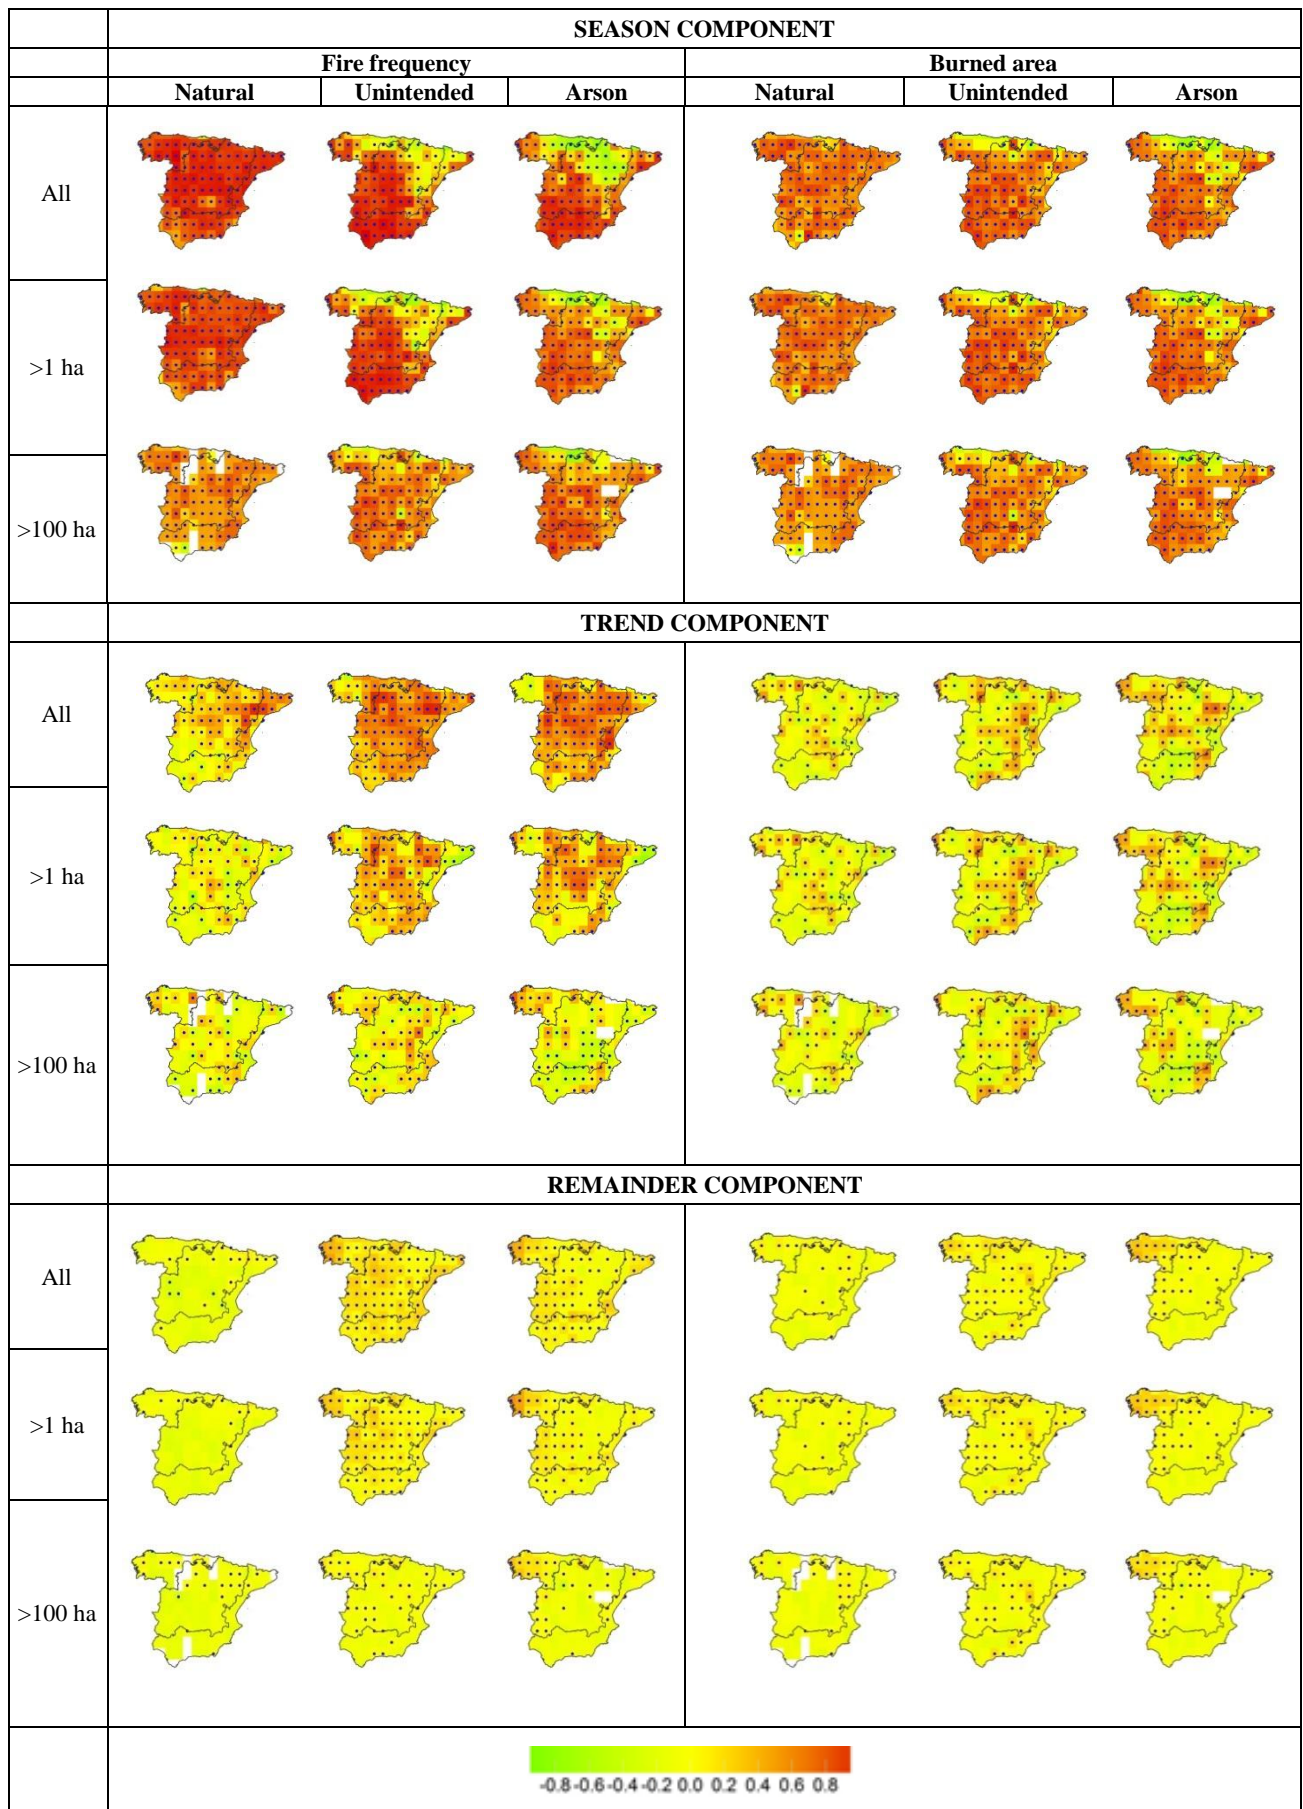 SEASON COMPONENT
Fire frequency Burned area
Natural Unintended Arson Natural Unintended Arson
All
>1 ha
>100 ha
TREND COMPONENT
All
>1 ha
>100 ha
REMAINDER COMPONENT
All
>1 ha
>100 ha
-0.8 -0.6 -0.4 -0.2 0.0 0.2 0.4 0.6 0.8